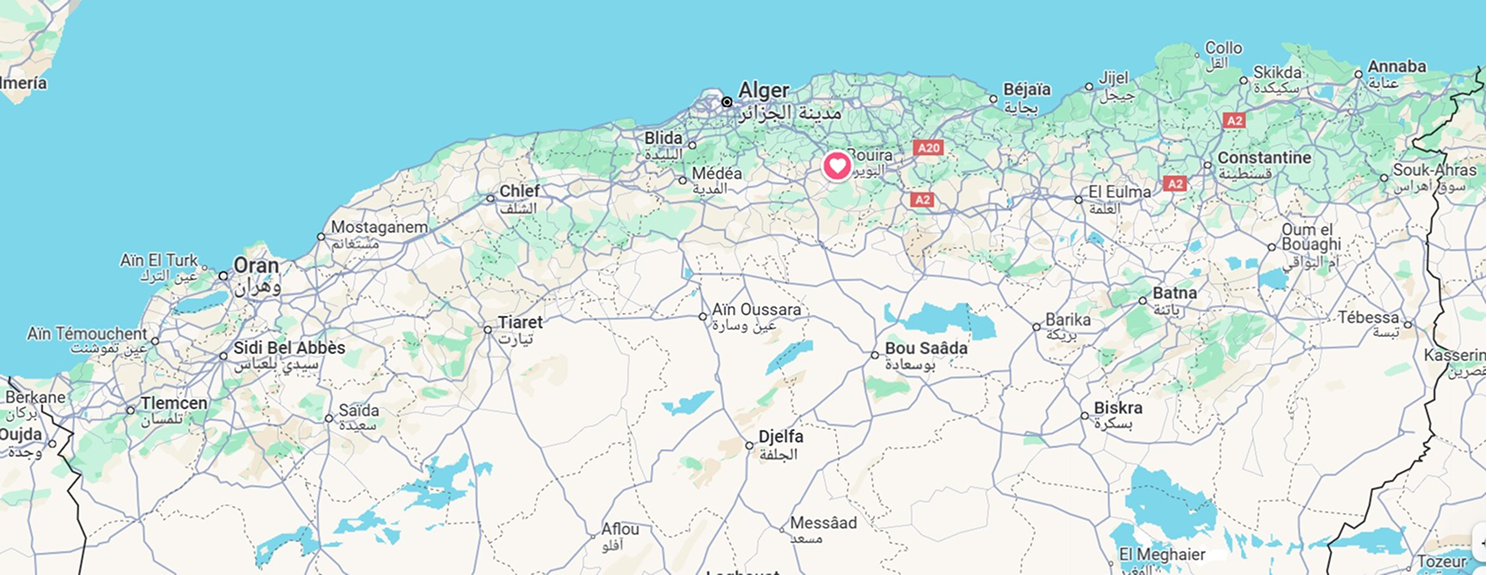 Collo
القل
Annaba
عنابة
Skikda
سكيكدة
Jijel
جيجل
Béjaïa
بجاية
Alger
مدينة الجزائر
A2
Blida
البليدة
A20
Bouira
Constantine
قسنطينة
Médéa
المدية
Souk-Ahras
سوق أهراس
A2
El Eulma
العلمة
Chlef
الشلف
A2
Mostaganem
مستغانم
Oum el
Bouaghi
أم البواقي
Aïn El Turk
عين الترك
Oran
وهران
Batna
باتنة
Aïn Oussara
عين وسارة
Tiaret
تيارت
Barika
بريكة
Tébessa
تبسة
Aïn Témouchent
عين تموشنت
Sidi Bel Abbès
سيدي بلعباس
Bou Saâda
بوسعادة
Berkane
بركان
Tlemcen
تلمسان
Saïda
سعيدة
Biskra
بسكرة
Oujda
وجدة
Djelfa
الجلفة
Aflou
أفلو
Messâad
مسعد
El Meghaier
المغير
Tozeur